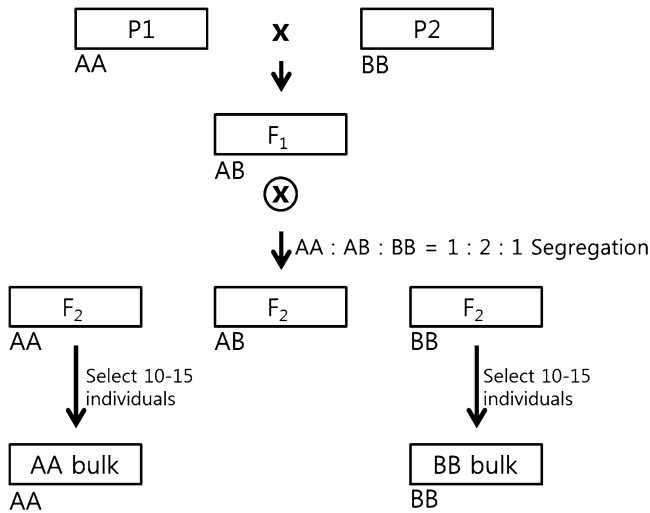 P1 x P2
AA BB
F₁
AB
X
AA : AB : BB = 1 : 2 : 1 Segregation
F₂ F₂ F₂
AA AB BB
Select 10-15 Select 10-15
individuals individuals
AA bulk BB bulk
AA BB